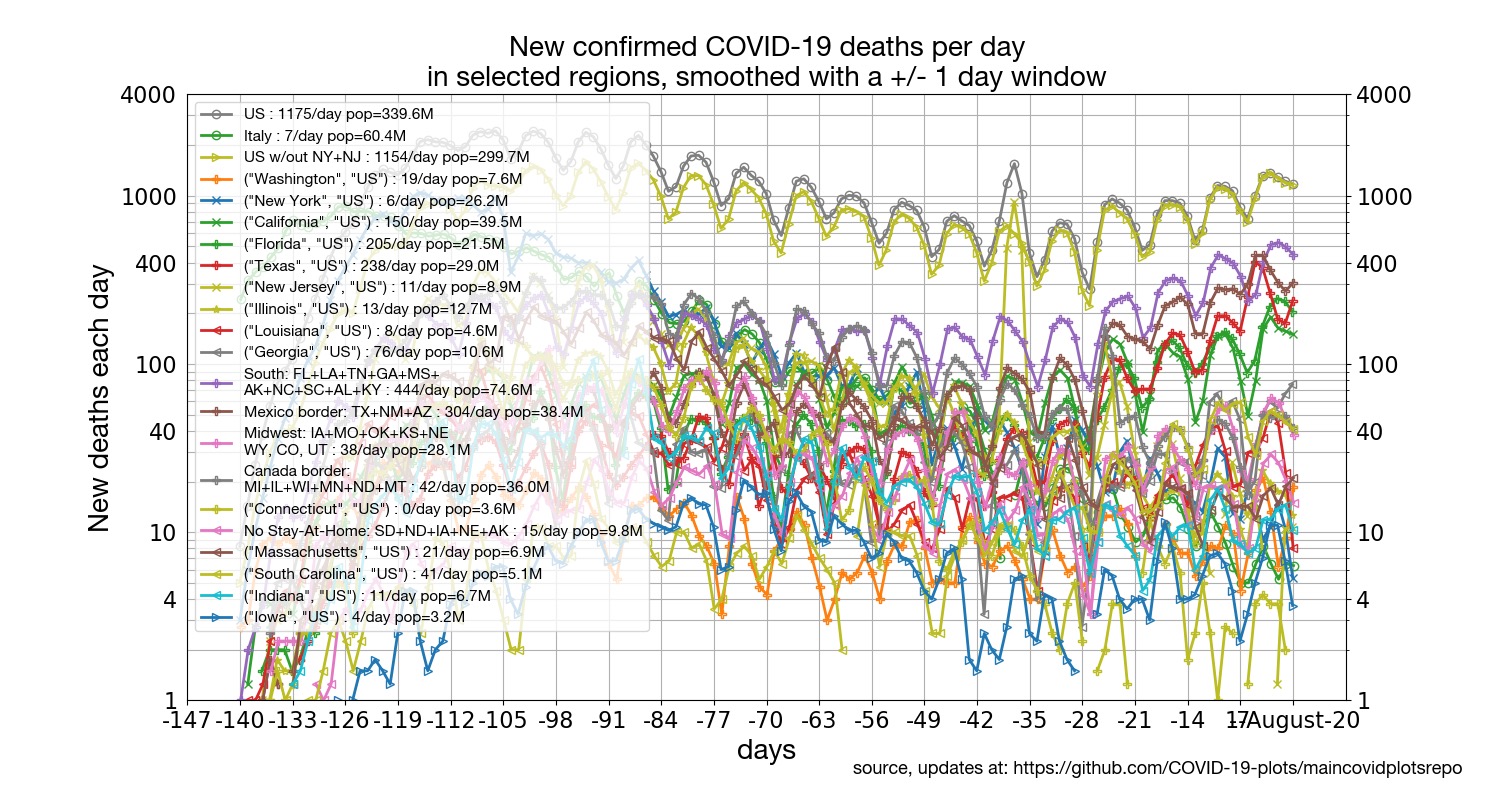 New confirmed COVID-19 deaths per day
in selected regions, smoothed with a +/- 1 day window
4000
1000
400
100
40
10
4
1
New deaths each day
US : 1175/day pop=339.6M
Italy : 7/day pop=60.4M
US w/out NY+NJ : 1154/day pop=299.7M
("Washington", "US") : 19/day pop=7.6M
("New York", "US") : 6/day pop=26.2M
("California", "US") : 150/day pop=39.5M
("Florida", "US") : 205/day pop=21.5M
("Texas", "US") : 238/day pop=29.0M
("New Jersey", "US") : 11/day pop=8.9M
("Illinois", "US") : 13/day pop=12.7M
("Louisiana", "US") : 8/day pop=4.6M
("Georgia", "US") : 76/day pop=10.6M
South: FL+LA+TN+GA+MS+
AK+NC+SC+AL+KY : 444/day pop=74.6M
Mexico border: TX+NM+AZ : 304/day pop=38.4M
Midwest: IA+MO+OK+KS+NE
WY, CO, UT : 38/day pop=28.1M
Canada border:
MI+IL+WI+MN+ND+MT : 42/day pop=36.0M
("Connecticut", "US") : 0/day pop=3.6M
No Stay-At-Home: SD+ND+IA+NE+AK : 15/day pop=9.8M
("Massachusetts", "US") : 21/day pop=6.9M
("South Carolina", "US") : 41/day pop=5.1M
("Indiana", "US") : 11/day pop=6.7M
("Iowa", "US") : 4/day pop=3.2M
4000
1000
400
100
40
10
4
1
-147 -140 -133 -126 -119 -112 -105 -98 -91 -84 -77 -70 -63 -56 -49 -42 -35 -28 -21 -14 -7 17August-20
days
source, updates at: https://github.com/COVID-19-plots/maincovidplotsrepo